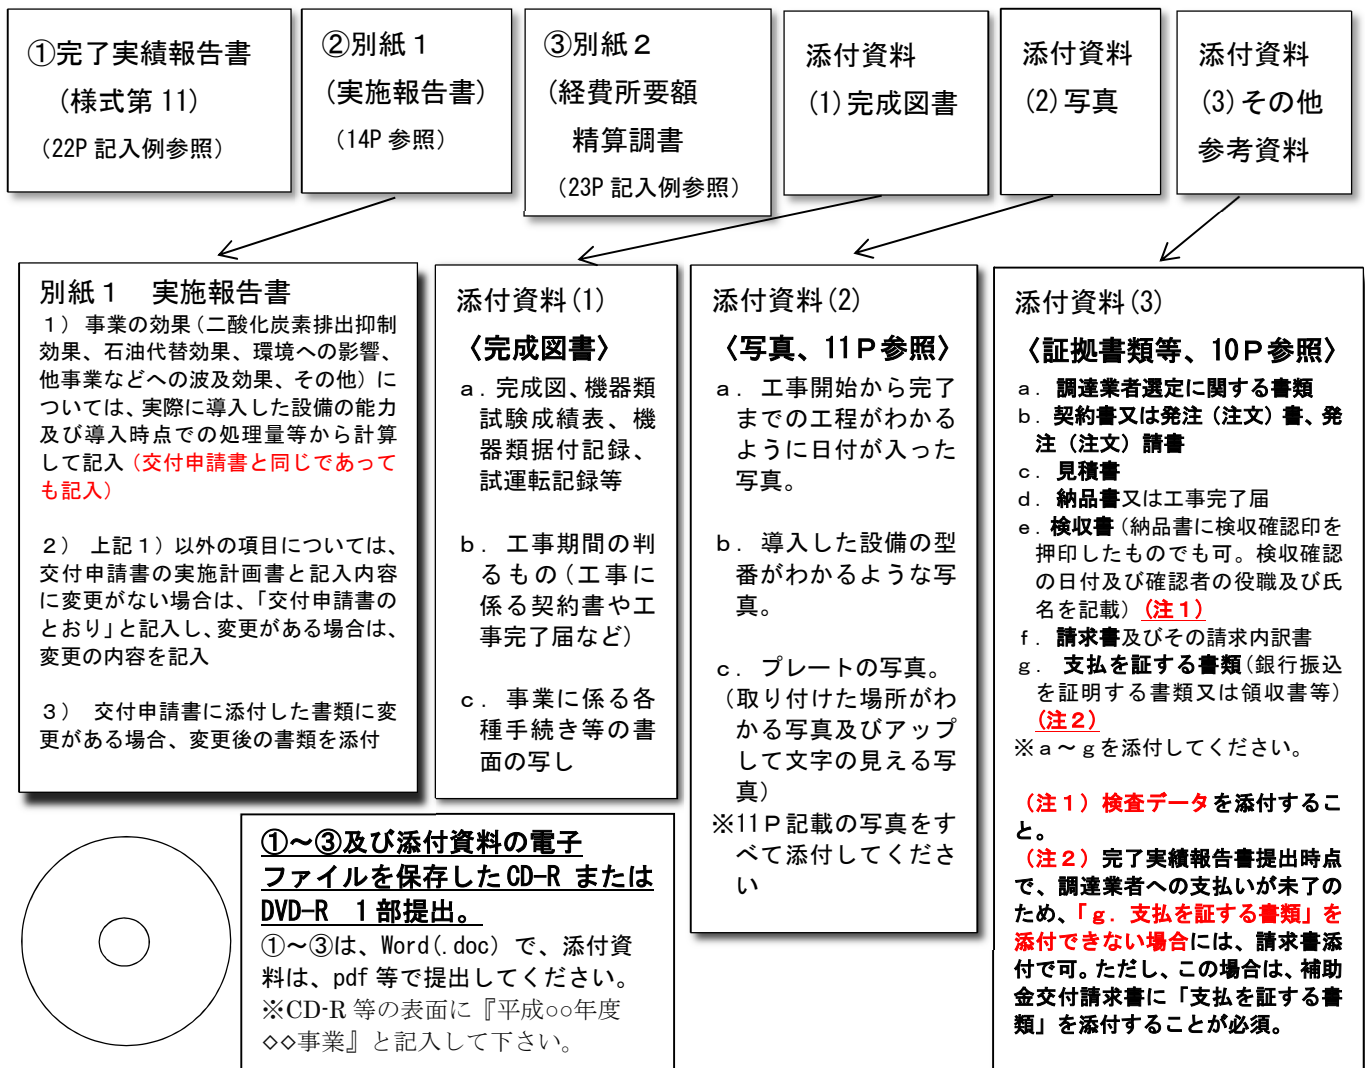 ①完了実績報告書
(様式第 11)
(22P 記入例参照)
②別紙１
(実施報告書)
(14P 参照)
③別紙２
(経費所要額
精算調書
(23P 記入例参照)
添付資料
(1)完成図書
添付資料
(2)写真
添付資料
(3)その他
参考資料
別紙１　実施報告書
１）事業の効果(二酸化炭素排出抑制
効果、石油代替効果、環境への影響、
他事業などへの波及効果、その他)に
ついては、実際に導入した設備の能力
及び導入時点での処理量等から計算
して記入(交付申請書と同じであって
も記入)
２）　上記１）以外の項目については、
交付申請書の実施計画書と記入内容
に変更がない場合は、「交付申請書の
とおり」と記入し、変更がある場合は、
変更の内容を記入
３）　交付申請書に添付した書類に変
更がある場合、変更後の書類を添付
添付資料(1)
〈完成図書〉
ａ．完成図、機器類
試験成績表、機
器類据付記録、
試運転記録等
ｂ．工事期間の判
るもの(工事に
係る契約書や工
事完了届など)
ｃ．事業に係る各
種手続き等の書
面の写し
添付資料(2)
〈写真、11Ｐ参照〉
ａ．工事開始から完了
までの工程がわかる
ように日付が入った
写真。
ｂ．導入した設備の型
番がわかるような写
真。
ｃ．プレートの写真。
(取り付けた場所がわ
かる写真及びアップ
して文字の見える写
真)
※11Ｐ記載の写真をす
べて添付してくださ
い
添付資料(3)
〈証拠書類等、10Ｐ参照〉
ａ．調達業者選定に関する書類
ｂ．契約書又は発注（注文）書、発
注（注文）請書
ｃ．見積書
ｄ．納品書又は工事完了届
ｅ．検収書(納品書に検収確認印を
押印したものでも可。検収確認
の日付及び確認者の役職及び氏
名を記載)（注１）
ｆ．請求書及びその請求内訳書
ｇ．支払を証する書類(銀行振込
を証明する書類又は領収書等)
（注２）
※ａ～ｇを添付してください。
（注１）検査データを添付するこ
と。
（注２）完了実績報告書提出時点
で、調達業者への支払いが未了の
ため、「ｇ．支払を証する書類」を
添付できない場合には、請求書添
付で可。ただし、この場合は、補助
金交付請求書に「支払を証する書
類」を添付することが必須。
①～③及び添付資料の電子
ファイルを保存したCD-R または
DVD-R　１部提出。
①～③は、Word(.doc) で、添付資
料は、pdf 等で提出してください。
※CD-R 等の表面に『平成○○年度
◇◇事業』と記入して下さい。